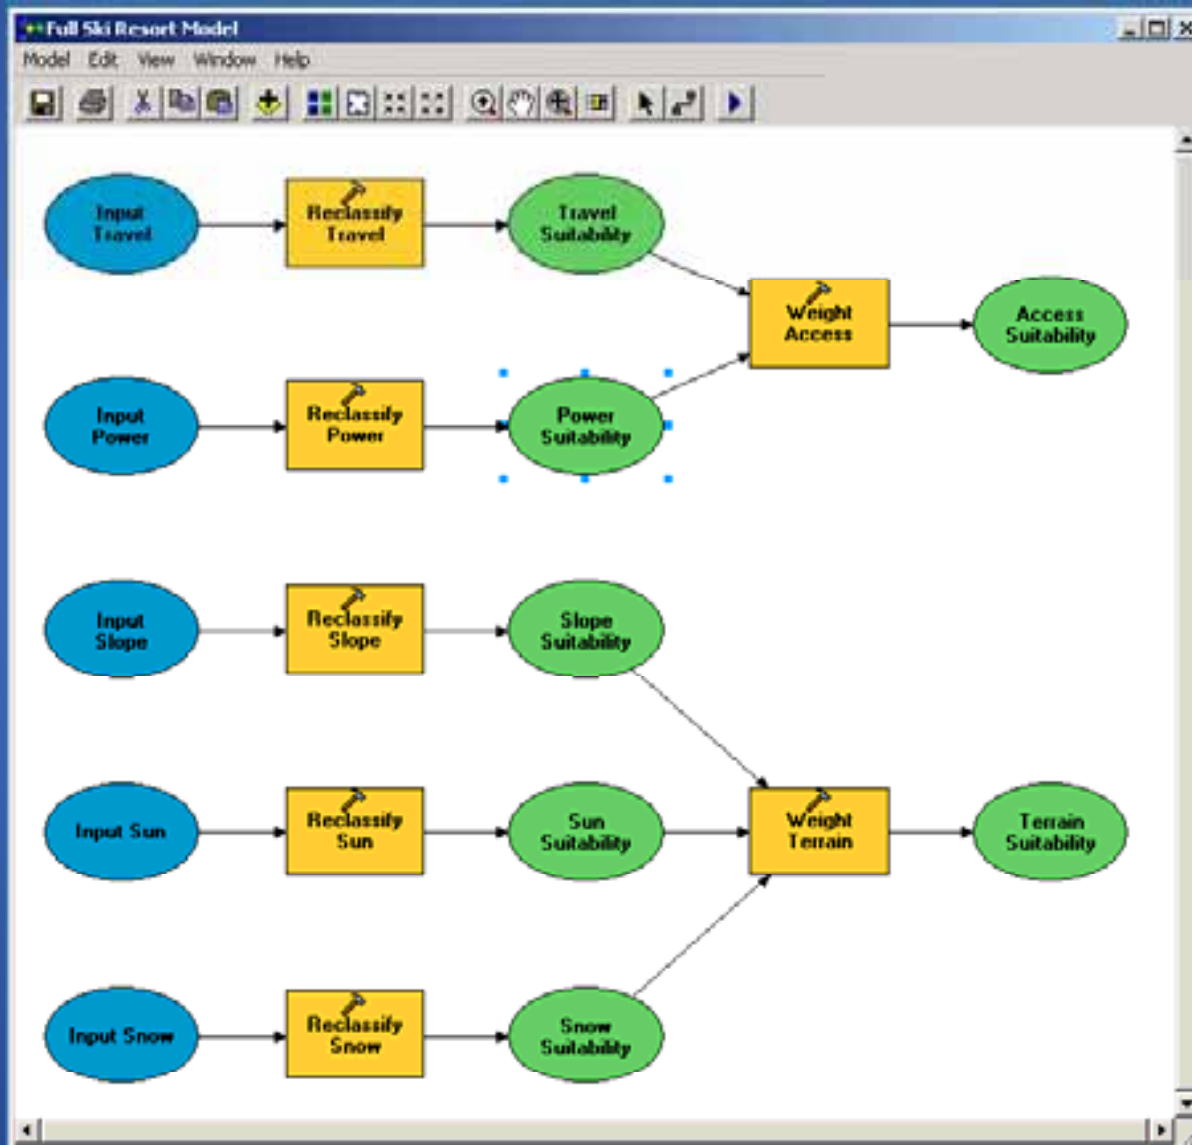 Full Ski Resort Model
Model Edit View Window Help
Input
Travel
Reclassify
Travel
Travel
Suitability
Weight
Access
Access
Suitability
Input
Power
Reclassify
Power
Power
Suitability
Input
Slope
Reclassify
Slope
Slope
Suitability
Input Sun
Reclassify
Sun
Sun
Suitability
Weight
Terrain
Terrain
Suitability
Input Snow
Reclassify
Snow
Snow
Suitability